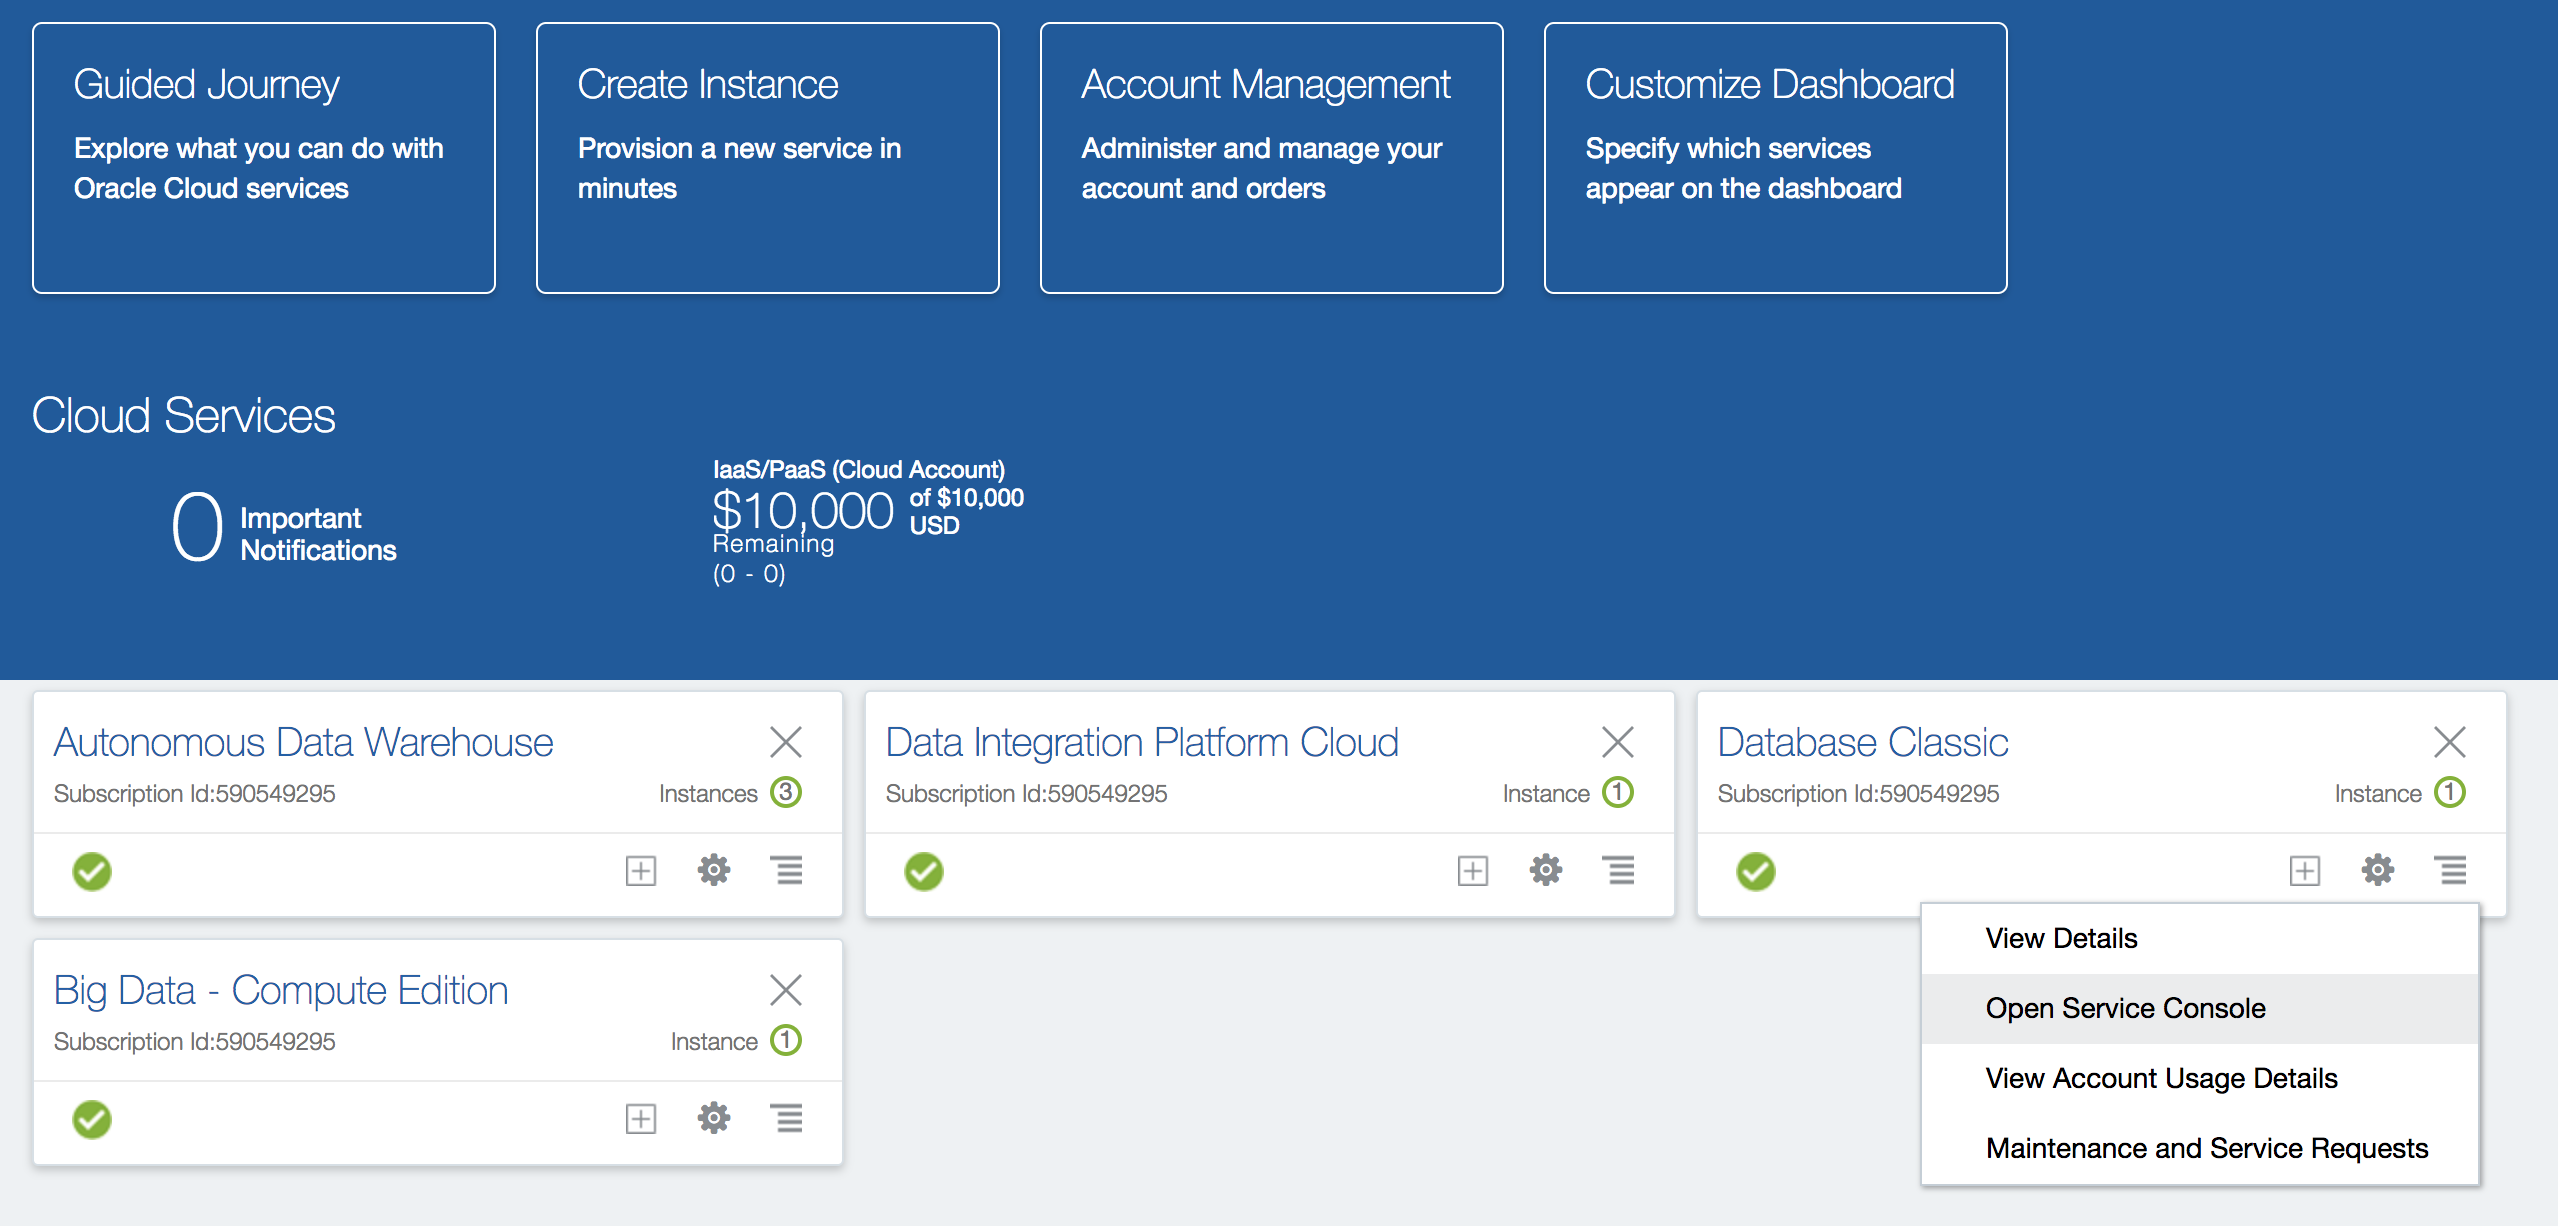 Guided Journey
Explore what you can do with
Oracle Cloud services
Create Instance
Provision a new service in
minutes
Account Management
Administer and manage your
account and orders
Customize Dashboard
Specify which services
appear on the dashboard
Cloud Services
0 Important
Notifications
IaaS/PaaS (Cloud Account)
$10,000 of $10,000
USD
Remaining
(0 - 0)
Autonomous Data Warehouse
Subscription Id:590549295
Instances 3
Data Integration Platform Cloud
Subscription Id:590549295
Instance 1
Database Classic
Subscription Id:590549295
Instance 1
View Details
Open Service Console
View Account Usage Details
Maintenance and Service Requests
Big Data - Compute Edition
Subscription Id:590549295
Instance 1